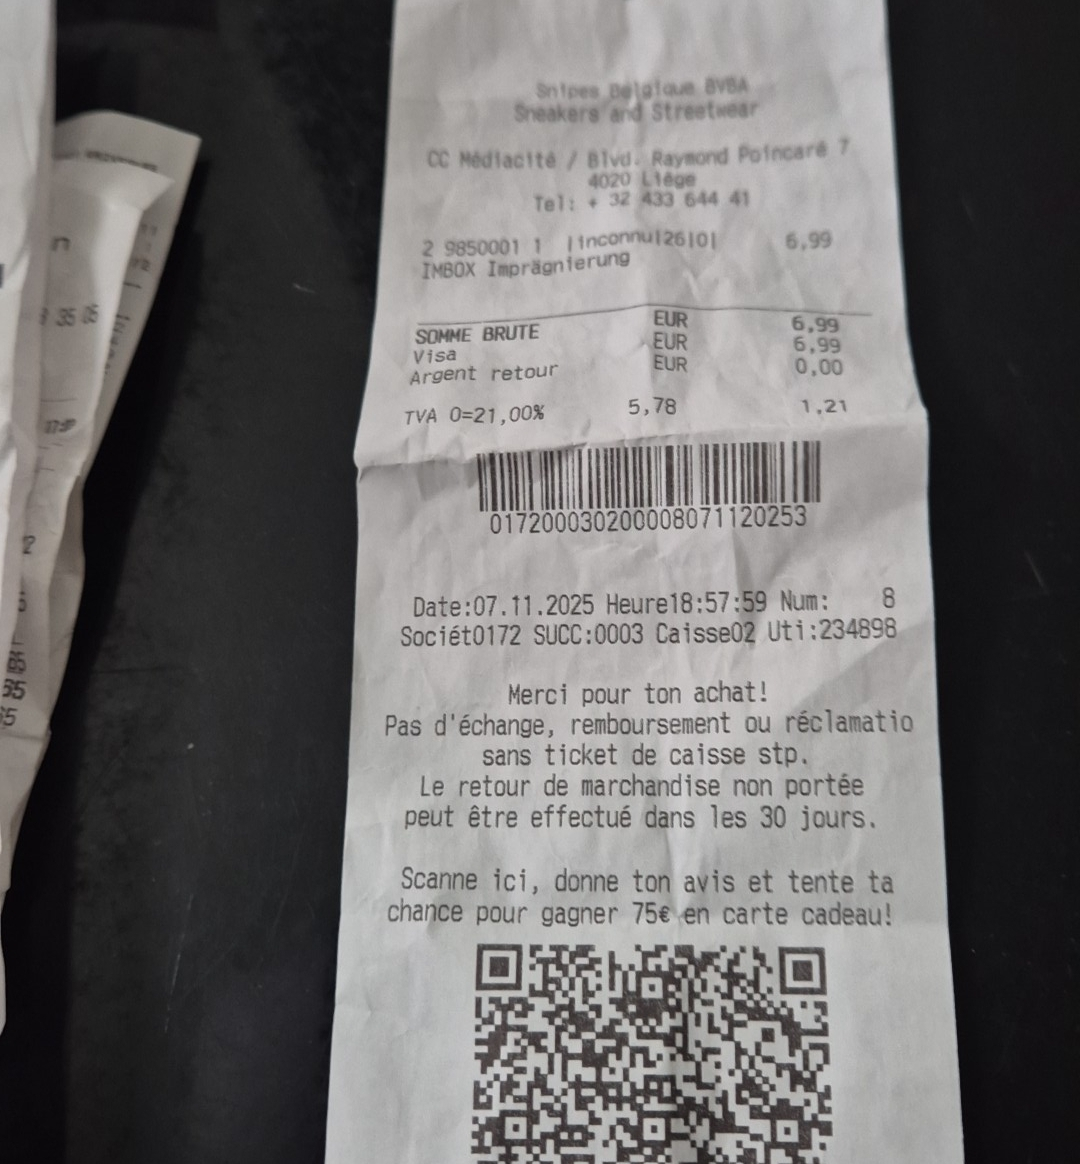 Snipes Belgique BVBA
Sneakers and Streetwear
CC Médiacité / Blvd. Raymond Poincaré 7
4020 Liége
Tel: + 32 433 644 41
2 9850001 1 |inconnu|26|0| 6,99
IMBOX Imprägnierung
SOMME BRUTE EUR 6,99
Visa EUR 6,99
Argent retour EUR 0,00
TVA 0=21,00% 5,78 1,21
017200030200008071120253
Date:07.11.2025 Heure18:57:59 Num: 8
Sociét0172 SUCC:0003 Caisse02 Uti:234898
Merci pour ton achat!
Pas d'échange, remboursement ou réclamatio
sans ticket de caisse stp.
Le retour de marchandise non portée
peut être effectué dans les 30 jours.
Scanne ici, donne ton avis et tente ta
chance pour gagner 75€ en carte cadeau!